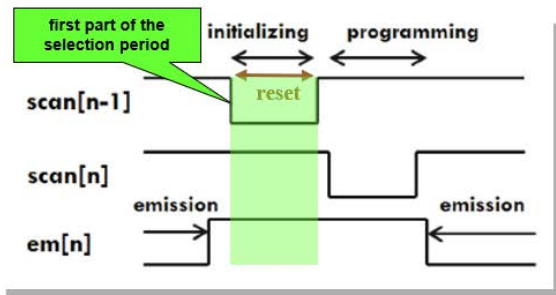 first part of the
selection period
initializing
programming
reset
scan[n-1]
scan[n]
emission
emission
em[n]